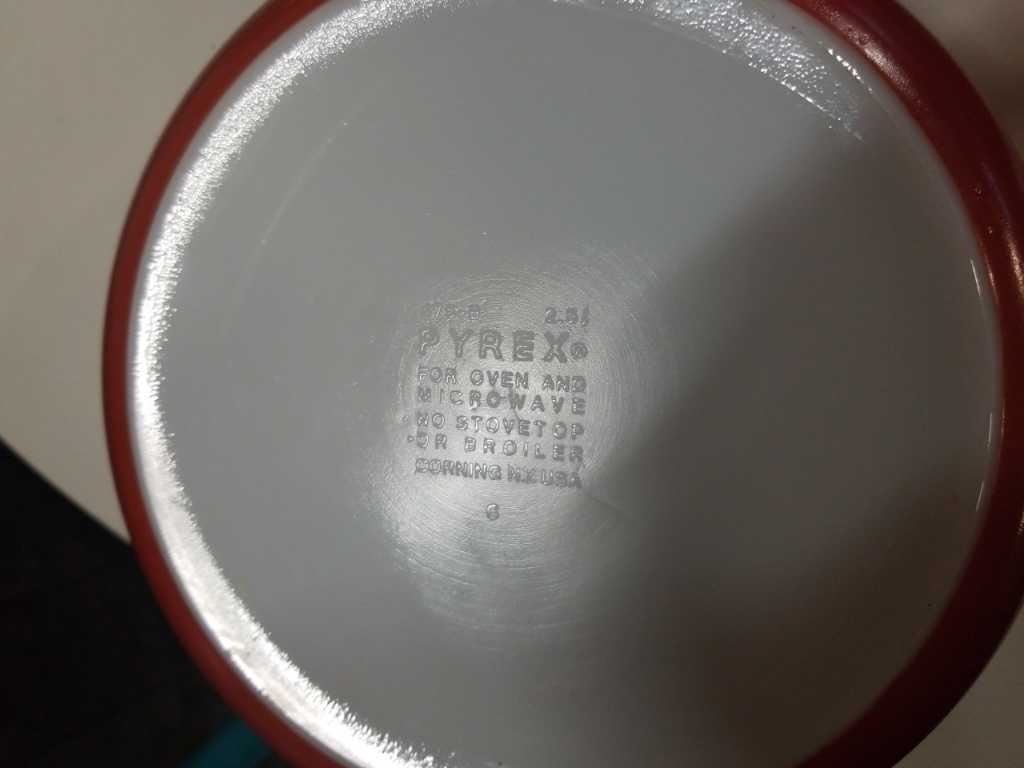 2.5ℓ
PYREX®
FOR OVEN AND
MICROWAVE
NO STOVETOP
OR BROILER
CORNING N.Y. USA
6